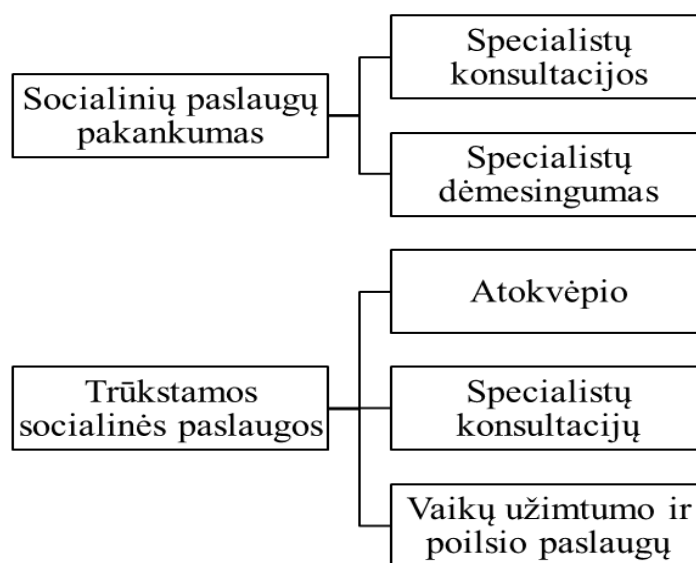 Socialinių paslaugų
pakankumas
Specialistų
konsultacijos
Specialistų
dėmesingumas
Trūkstamos
socialinės paslaugos
Atokvėpio
Specialistų
konsultacijų
Vaikų užimtumo ir
poilsio paslaugų